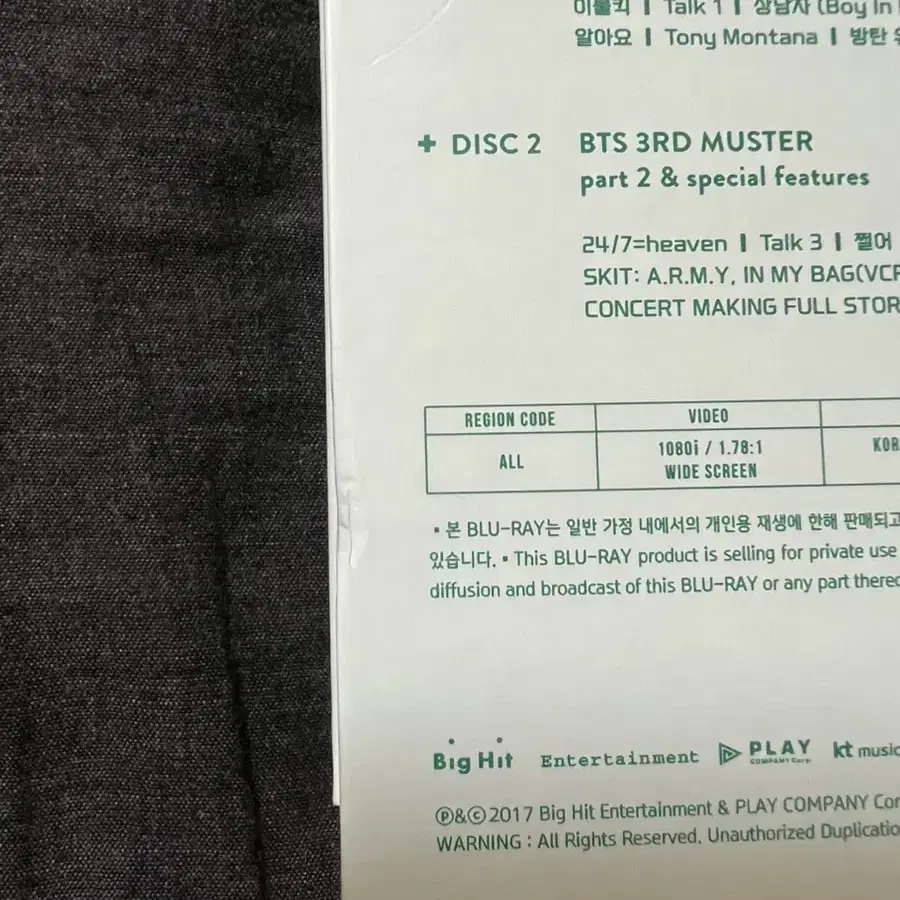 이불킥 | Talk 1 | 상남자 (Boy In
알아요 | Tony Montana | 방탄
+ DISC 2 BTS 3RD MUSTER
part 2 & special features
24/7=heaven | Talk 3 | 쩔어
SKIT: A.R.M.Y, IN MY BAG(VCR
CONCERT MAKING FULL STOR
REGION CODE VIDEO
ALL 1080i / 1.78:1 KOR
WIDE SCREEN
▪ 본 BLU-RAY는 일반 가정 내에서의 개인용 재생에 한해 판매되고
있습니다. ▪ This BLU-RAY product is selling for private use
diffusion and broadcast of this BLU-RAY or any part thereo
Big Hit Entertainment PLAY COMPANY Corp. kt music
℗&©2017 Big Hit Entertainment & PLAY COMPANY Cor
WARNING : All Rights Reserved. Unauthorized Duplicatio